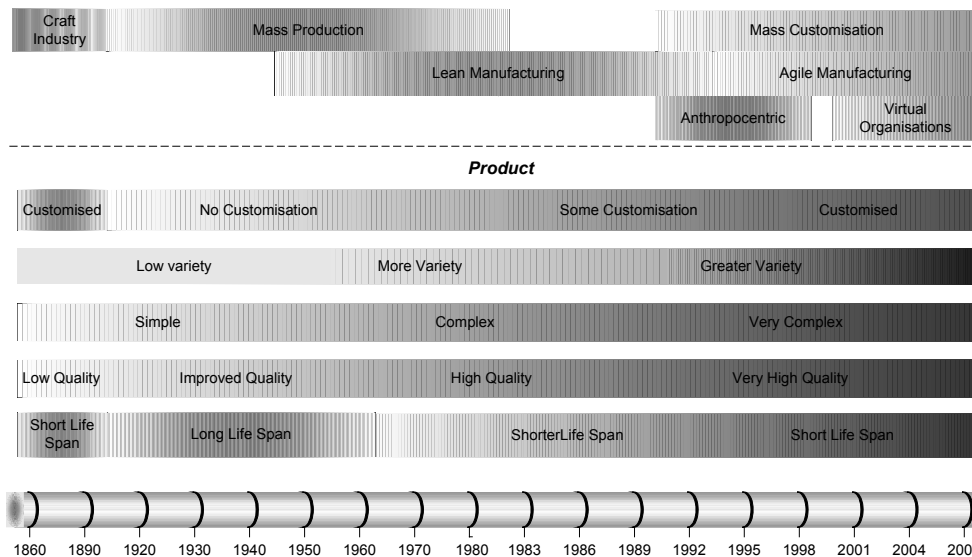 Craft
Industry
Mass Production
Mass Customisation
Lean Manufacturing
Agile Manufacturing
Anthropocentric
Virtual
Organisations
Product
Customised
No Customisation
Some Customisation
Customised
Low variety
More Variety
Greater Variety
Simple
Complex
Very Complex
Low Quality
Improved Quality
High Quality
Very High Quality
Short Life
Span
Long Life Span
ShorterLife Span
Short Life Span
1860 1890 1920 1930 1940 1950 1960 1970 1980 1983 1986 1989 1992 1995 1998 2001 2004